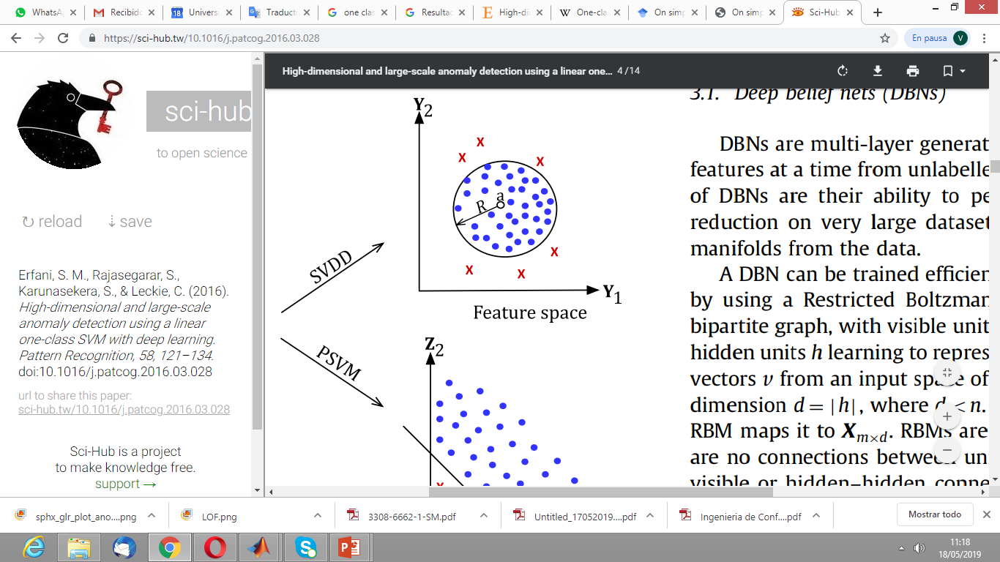 WhatsA
Recibido
18 Univers
Traduct
one clas
Resulta
High-di
One-cla
On simp
On simp
Sci-Hub
https://sci-hub.tw/10.1016/j.patcog.2016.03.028
En pausa V
High-dimensional and large-scale anomaly detection using a linear one... 4 / 14
sci-hub
to open science
↻ reload ⇣ save
Erfani, S. M., Rajasegarar, S.,
Karunasekera, S., & Leckie, C. (2016).
High-dimensional and large-scale
anomaly detection using a linear
one-class SVM with deep learning.
Pattern Recognition, 58, 121–134.
doi:10.1016/j.patcog.2016.03.028
url to share this paper:
sci-hub.tw/10.1016/j.patcog.2016.03.028
Sci-Hub is a project
to make knowledge free.
support →
Y2
X
X
X
a
R
X
X
X
SVDD
Y1
Feature space
PSVM
Z2
3.1. Deep belief nets (DBNs)
DBNs are multi-layer generat
features at a time from unlabelle
of DBNs are their ability to pe
reduction on very large dataset
manifolds from the data.
A DBN can be trained efficien
by using a Restricted Boltzman
bipartite graph, with visible unit
hidden units h learning to repres
vectors v from an input space of
dimension d = |h|, where d < n.
RBM maps it to Xm×d. RBMs are
are no connections between un
visible or hidden–hidden conne
sphx_glr_plot_ano....png
LOF.png
3308-6662-1-SM.pdf
Untitled_17052019....pdf
Ingenieria de Conf....pdf
Mostrar todo
11:18
18/05/2019